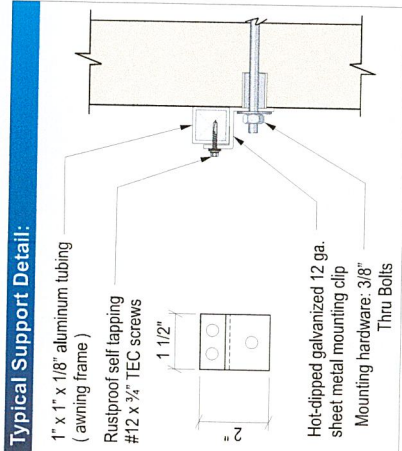 Typical Support Detail:
1" x 1" x 1/8" aluminum tubing
( awning frame )
Rustproof self tapping
#12 x ¾" TEC screws
1 1/2"
2 "
Hot-dipped galvanized 12 ga.
sheet metal mounting clip
Mounting hardware: 3/8"
Thru Bolts